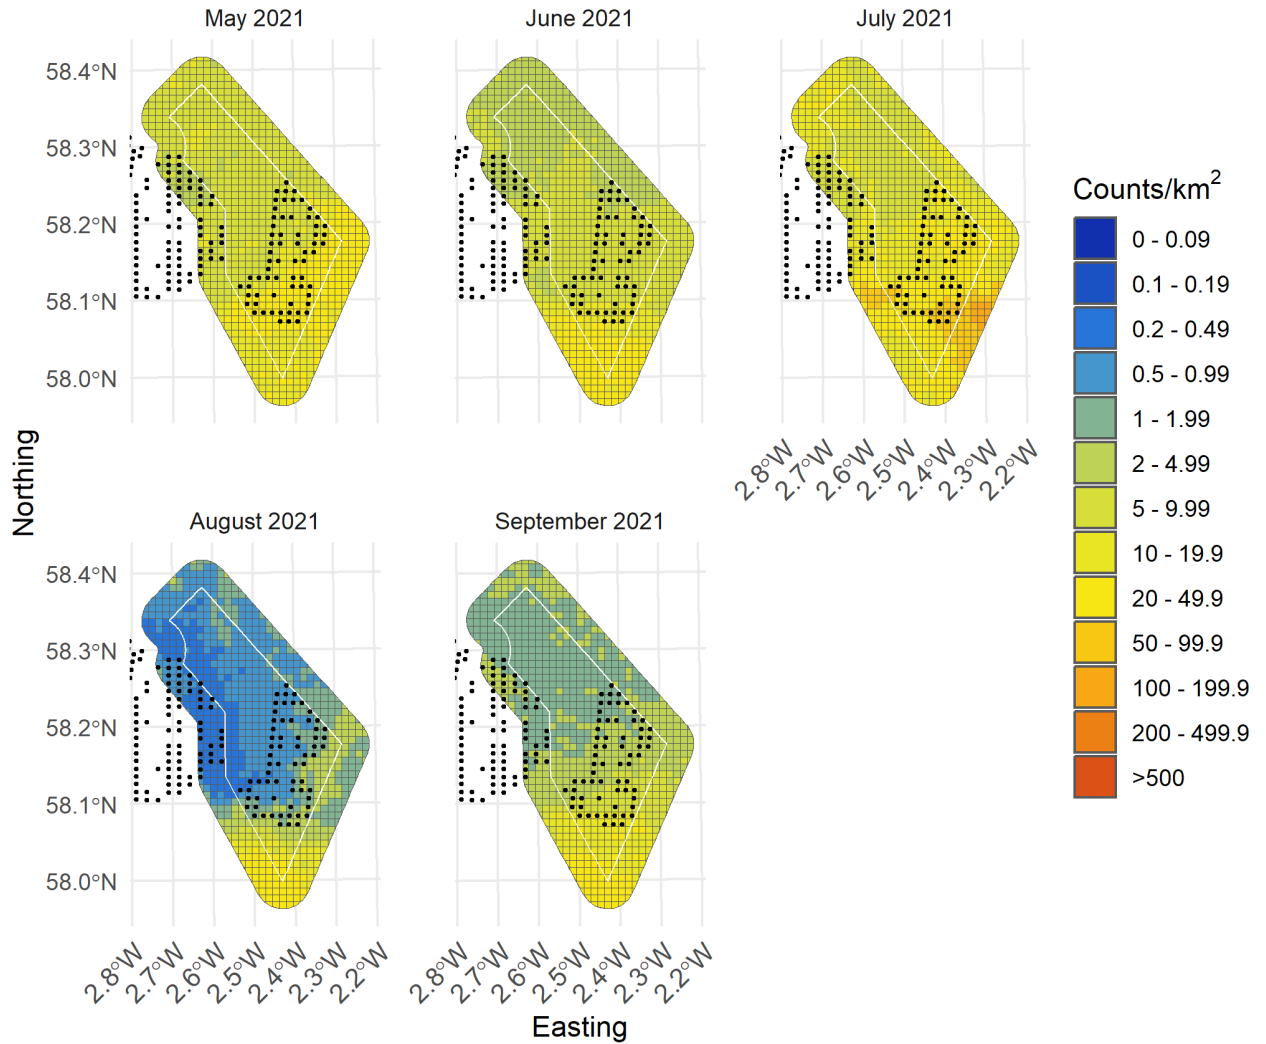 May 2021
June 2021
July 2021
58.4°N
58.3°N
58.2°N
58.1°N
58.0°N
2.8°W
2.7°W
2.6°W
2.5°W
2.4°W
2.3°W
2.2°W
Northing
August 2021
September 2021
58.4°N
58.3°N
58.2°N
58.1°N
58.0°N
2.8°W
2.7°W
2.6°W
2.5°W
2.4°W
2.3°W
2.2°W
2.8°W
2.7°W
2.6°W
2.5°W
2.4°W
2.3°W
2.2°W
Easting
Counts/km²
0 - 0.09
0.1 - 0.19
0.2 - 0.49
0.5 - 0.99
1 - 1.99
2 - 4.99
5 - 9.99
10 - 19.9
20 - 49.9
50 - 99.9
100 - 199.9
200 - 499.9
>500